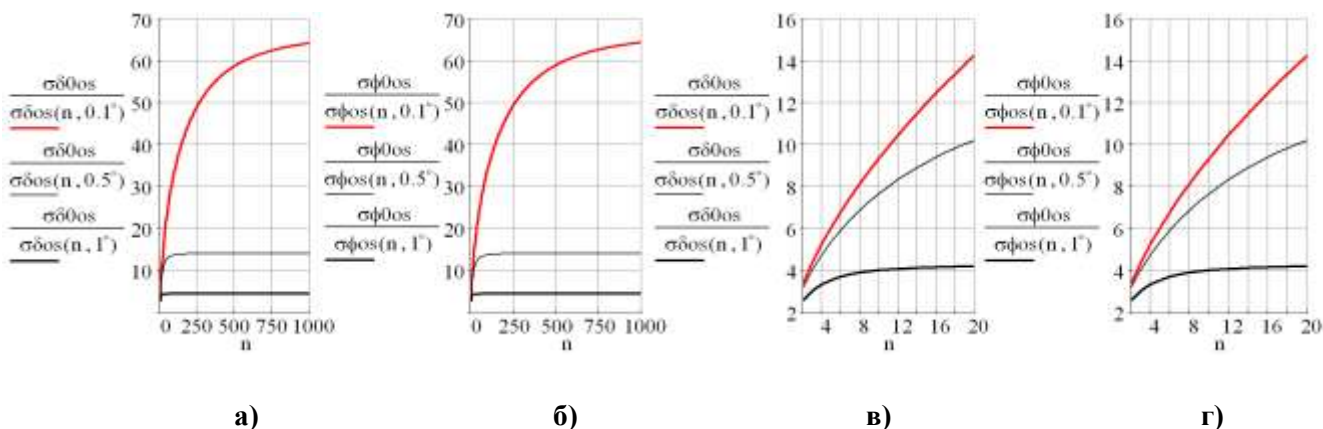 70
60
50
40
30
20
10
0 250 500 750 1000
n
σδ0os
σδos(n , 0.1°)
σδ0os
σδos(n , 0.5°)
σδ0os
σδos(n , 1°)
а)
70
60
50
40
30
20
10
0 250 500 750 1000
n
σϕ0os
σϕos(n , 0.1°)
σϕ0os
σϕos(n , 0.5°)
σϕ0os
σϕos(n , 1°)
б)
16
14
12
10
8
6
4
2
4 8 12 16 20
n
σδ0os
σδos(n , 0.1°)
σδ0os
σδos(n , 0.5°)
σδ0os
σδos(n , 1°)
в)
16
14
12
10
8
6
4
2
4 8 12 16 20
n
σϕ0os
σϕos(n , 0.1°)
σϕ0os
σϕos(n , 0.5°)
σϕ0os
σϕos(n , 1°)
г)